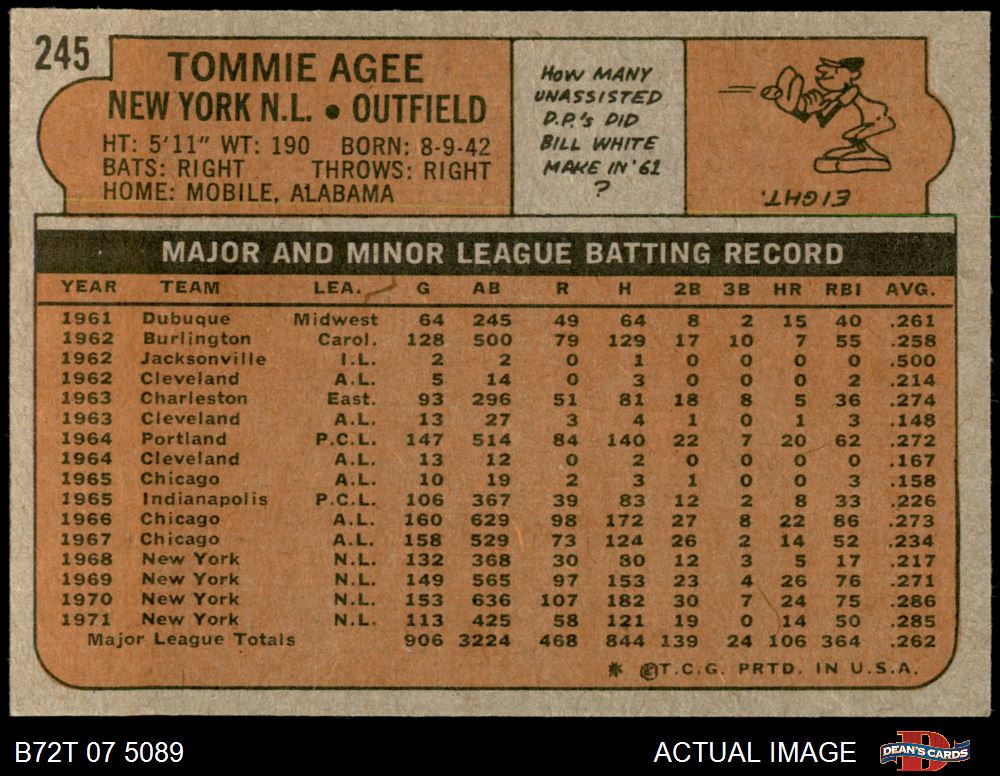 245
TOMMIE AGEE
NEW YORK N.L. • OUTFIELD
HT: 5'11" WT: 190 BORN: 8-9-42
BATS: RIGHT THROWS: RIGHT
HOME: MOBILE, ALABAMA
HOW MANY
UNASSISTED
D.P.'s DID
BILL WHITE
MAKE IN '61
?
EIGHT.
MAJOR AND MINOR LEAGUE BATTING RECORD
YEAR TEAM LEA. G AB R H 2B 3B HR RBI AVG.
1961 Dubuque Midwest 64 245 49 64 8 2 15 40 .261
1962 Burlington Carol. 128 500 79 129 17 10 7 55 .258
1962 Jacksonville I.L. 2 2 0 1 0 0 0 0 .500
1962 Cleveland A.L. 5 14 0 3 0 0 0 2 .214
1963 Charleston East. 93 296 51 81 18 8 5 36 .274
1963 Cleveland A.L. 13 27 3 4 1 0 1 3 .148
1964 Portland P.C.L. 147 514 84 140 22 7 20 62 .272
1964 Cleveland A.L. 13 12 0 2 0 0 0 0 .167
1965 Chicago A.L. 10 19 2 3 1 0 0 3 .158
1965 Indianapolis P.C.L. 106 367 39 83 12 2 8 33 .226
1966 Chicago A.L. 160 629 98 172 27 8 22 86 .273
1967 Chicago A.L. 158 529 73 124 26 2 14 52 .234
1968 New York N.L. 132 368 30 80 12 3 5 17 .217
1969 New York N.L. 149 565 97 153 23 4 26 76 .271
1970 New York N.L. 153 636 107 182 30 7 24 75 .286
1971 New York N.L. 113 425 58 121 19 0 14 50 .285
Major League Totals 906 3224 468 844 139 24 106 364 .262
* ©T.C.G. PRTD. IN U.S.A.
B72T 07 5089
ACTUAL IMAGE
D
DEAN'S CARDS